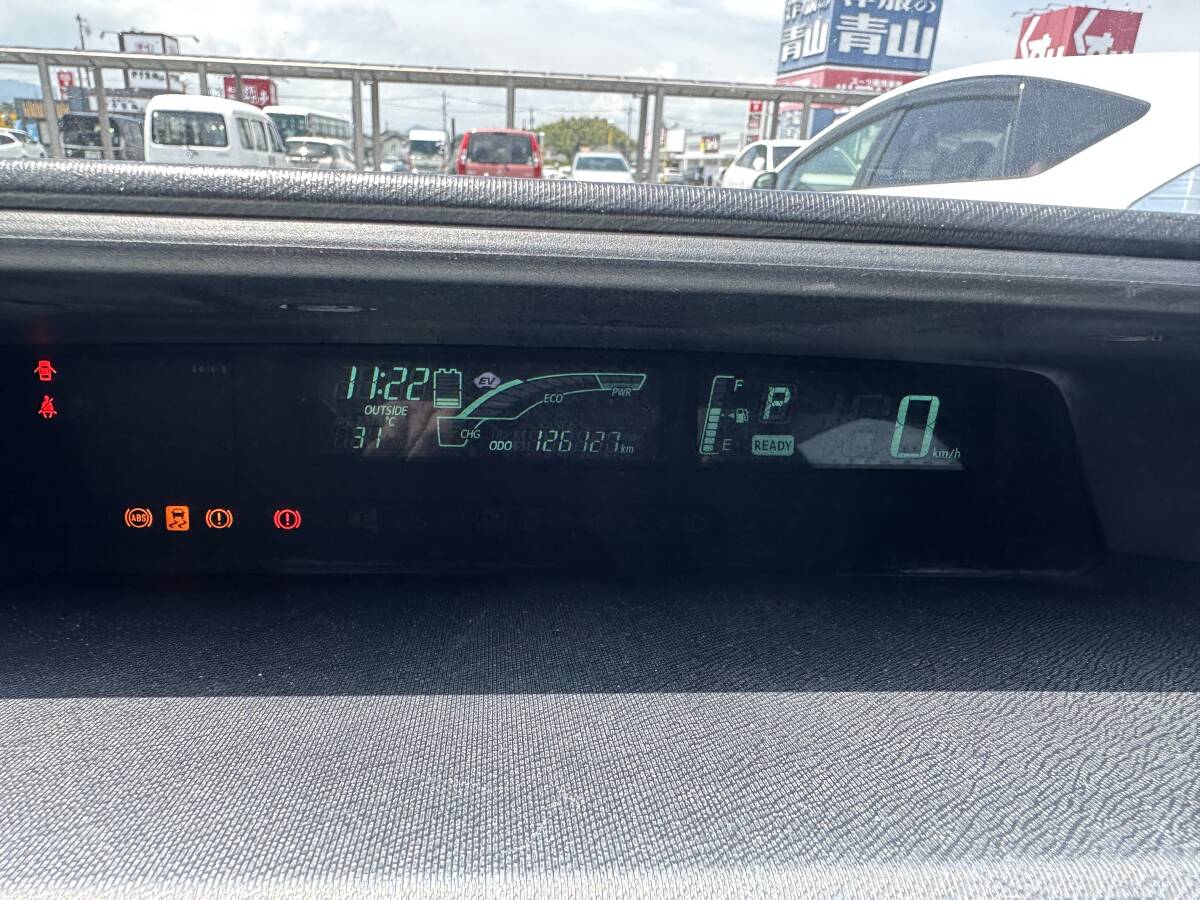 洋服の
青山
青山
11:22
EV
OUTSIDE
°C
31
ECO
PWR
CHG
ODO 126127 km
F
E
P
READY
0 km/h
ABS